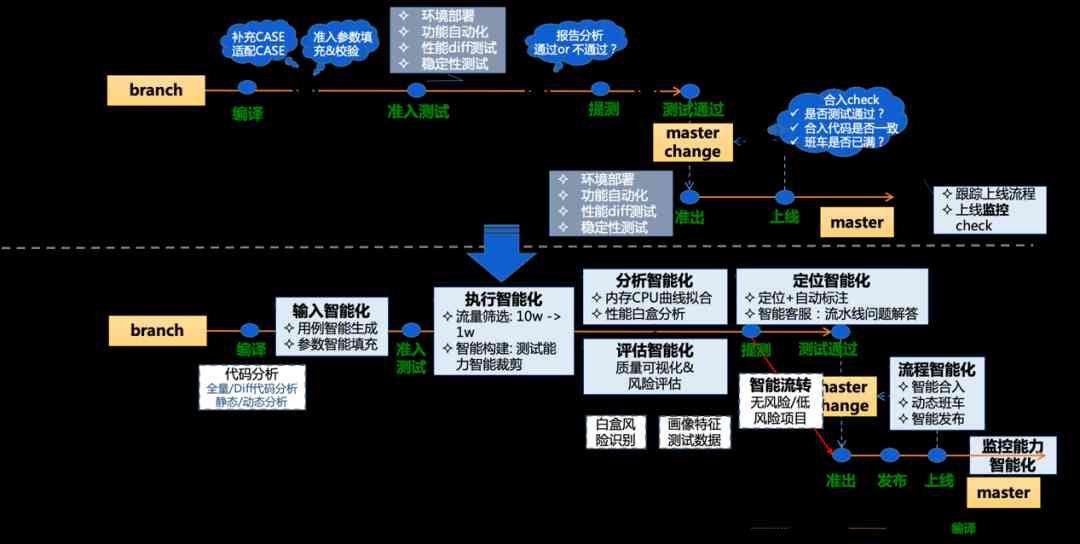 补充CASE
适配CASE
准入参数填
充&校验
环境部署
功能自动化
性能diff测试
稳定性测试
报告分析
通过or 不通过？
branch
编译
准入测试
提测
测试通过
合入check
是否测试通过？
合入代码是否一致
班车是否已满？
master
change
环境部署
功能自动化
性能diff测试
稳定性测试
准出
上线
master
跟踪上线流程
上线监控
check
branch
编译
代码分析
全量/Diff代码分析
静态/动态分析
输入智能化
用例智能生成
参数智能填充
准入
测试
执行智能化
流量筛选: 10w ->
1w
智能构建: 测试能
力智能裁剪
分析智能化
内存CPU曲线拟合
性能白盒分析
评估智能化
质量可视化&
风险评估
白盒风
险识别
画像特征
测试数据
定位智能化
定位+自动标注
智能客服：流水线问题解答
提测
测试通过
智能流转
无风险/低
风险项目
master
change
流程智能化
智能合入
动态班车
智能发布
准出
发布
上线
监控能力
智能化
master
编译